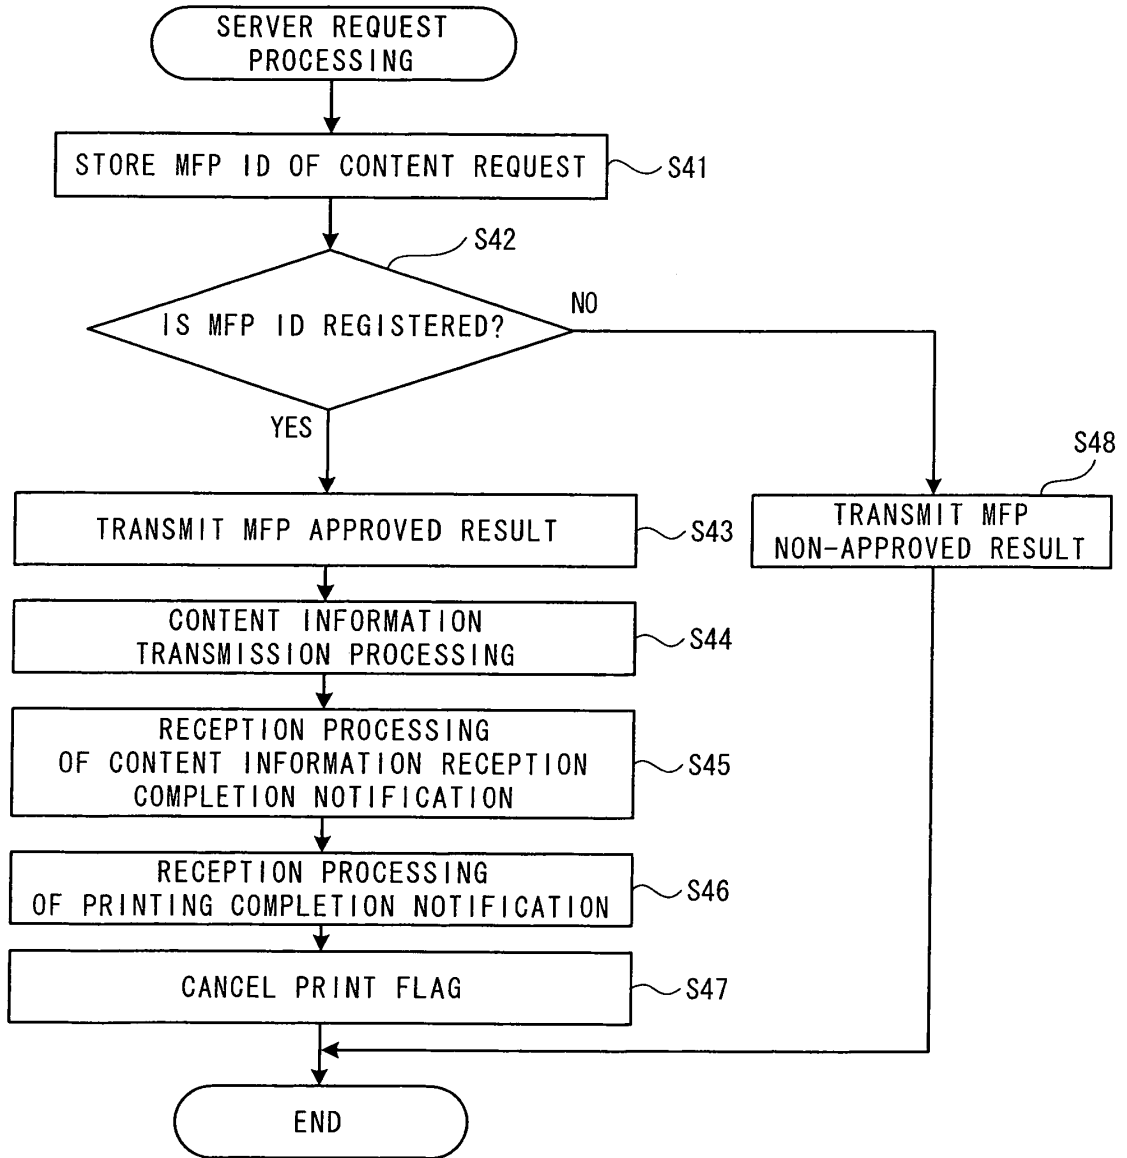 SERVER REQUEST
PROCESSING
STORE MFP ID OF CONTENT REQUEST
S41
S42
IS MFP ID REGISTERED?
NO
YES
S48
TRANSMIT MFP APPROVED RESULT
S43
TRANSMIT MFP
NON-APPROVED RESULT
CONTENT INFORMATION
TRANSMISSION PROCESSING
S44
RECEPTION PROCESSING
OF CONTENT INFORMATION RECEPTION
COMPLETION NOTIFICATION
S45
RECEPTION PROCESSING
OF PRINTING COMPLETION NOTIFICATION
S46
CANCEL PRINT FLAG
S47
END